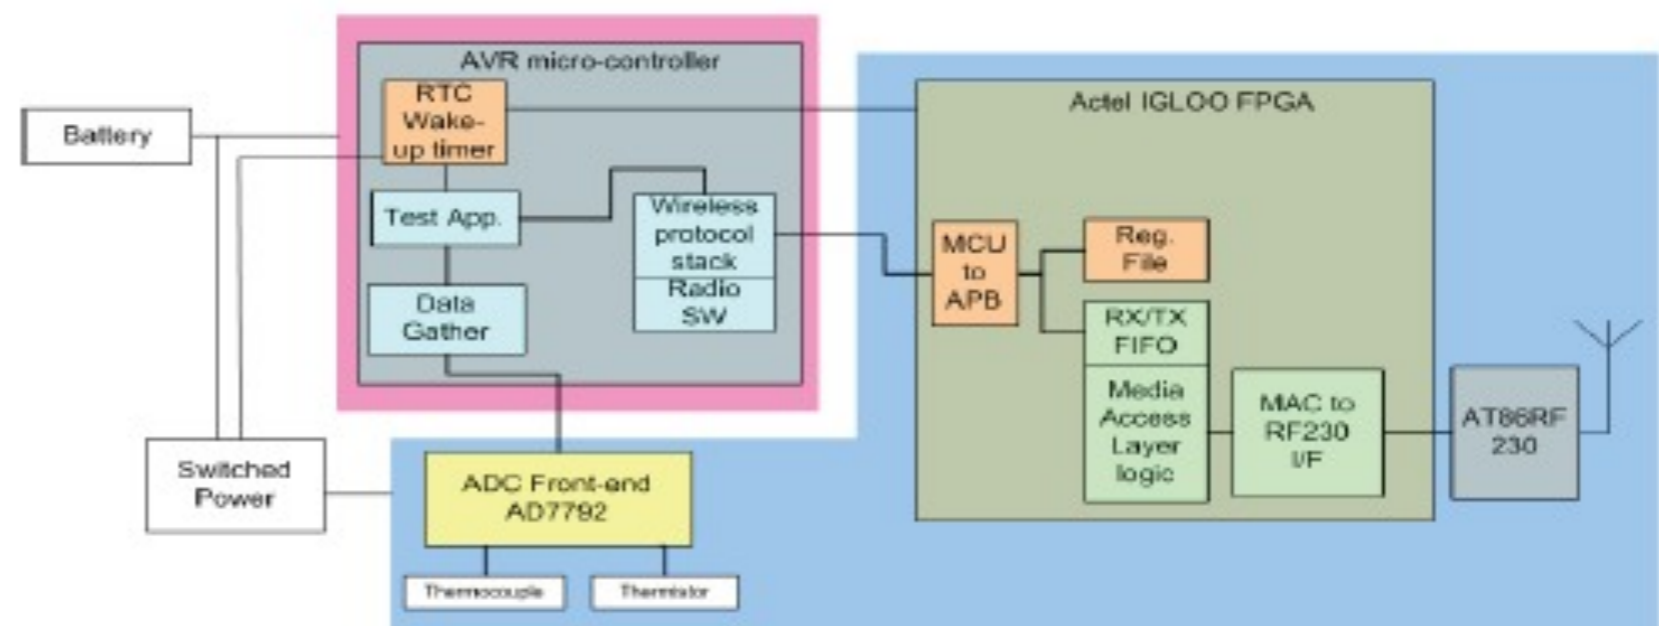 AVR micro-controller
RTC
Wake-
up timer
Battery
Actel IGLOO FPGA
Test App.
Wireless
protocol
stack
Radio
SW
MCU
to
APB
Reg.
File
Data
Gather
RX/TX
FIFO
Media
Access
Layer
logic
MAC to
RF230
I/F
AT86RF
230
Switched
Power
ADC Front-end
AD7792
Thermocouple
Thermistor